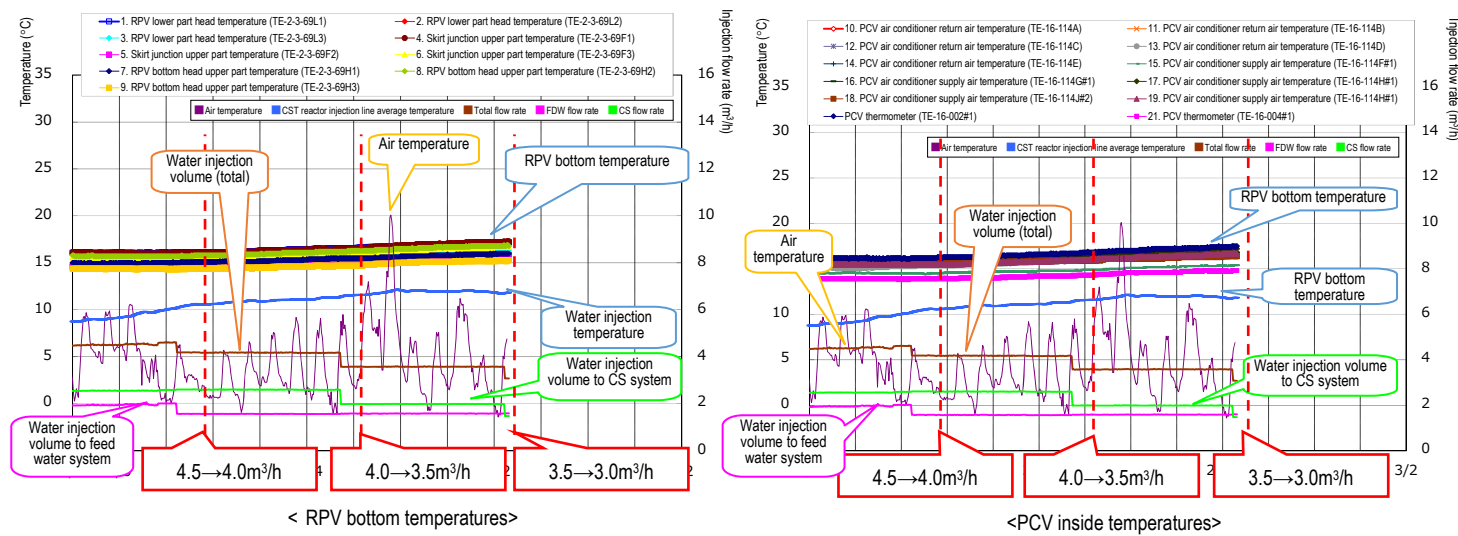 1. RPV lower part head temperature (TE-2-3-69L1)
2. RPV lower part head temperature (TE-2-3-69L2)
3. RPV lower part head temperature (TE-2-3-69L3)
4. Skirt junction upper part temperature (TE-2-3-69F1)
5. Skirt junction upper part temperature (TE-2-3-69F2)
6. Skirt junction upper part temperature (TE-2-3-69F3)
7. RPV bottom head upper part temperature (TE-2-3-69H1)
8. RPV bottom head upper part temperature (TE-2-3-69H2)
9. RPV bottom head upper part temperature (TE-2-3-69H3)
Air temperature
CST reactor injection line average temperature
Total flow rate
FDW flow rate
CS flow rate
Temperature (°C)
35
30
25
20
15
10
5
0
Injection flow rate (m³/h)
16
14
12
10
8
6
4
2
0
Water injection
volume (total)
Air temperature
RPV bottom temperature
Water injection
temperature
Water injection
volume to CS system
Water injection
volume to feed
water system
4
2
2
4.5→4.0m³/h
4.0→3.5m³/h
3.5→3.0m³/h
< RPV bottom temperatures>
10. PCV air conditioner return air temperature (TE-16-114A)
11. PCV air conditioner return air temperature (TE-16-114B)
12. PCV air conditioner return air temperature (TE-16-114C)
13. PCV air conditioner return air temperature (TE-16-114D)
14. PCV air conditioner return air temperature (TE-16-114E)
15. PCV air conditioner supply air temperature (TE-16-114F#1)
16. PCV air conditioner supply air temperature (TE-16-114G#1)
17. PCV air conditioner supply air temperature (TE-16-114H#1)
18. PCV air conditioner supply air temperature (TE-16-114J#2)
19. PCV air conditioner supply air temperature (TE-16-114H#1)
PCV thermometer (TE-16-002#1)
21. PCV thermometer (TE-16-004#1)
Air temperature
CST reactor injection line average temperature
Total flow rate
FDW flow rate
CS flow rate
Temperature (°C)
35
30
25
20
15
10
5
0
Injection flow rate (m³/h)
16
14
12
10
8
6
4
2
0
Air
temperature
Water injection
volume (total)
RPV bottom temperature
RPV bottom
temperature
Water injection
volume to CS system
Water injection
volume to feed
water system
2
3/2
4.5→4.0m³/h
4.0→3.5m³/h
3.5→3.0m³/h
<PCV inside temperatures>